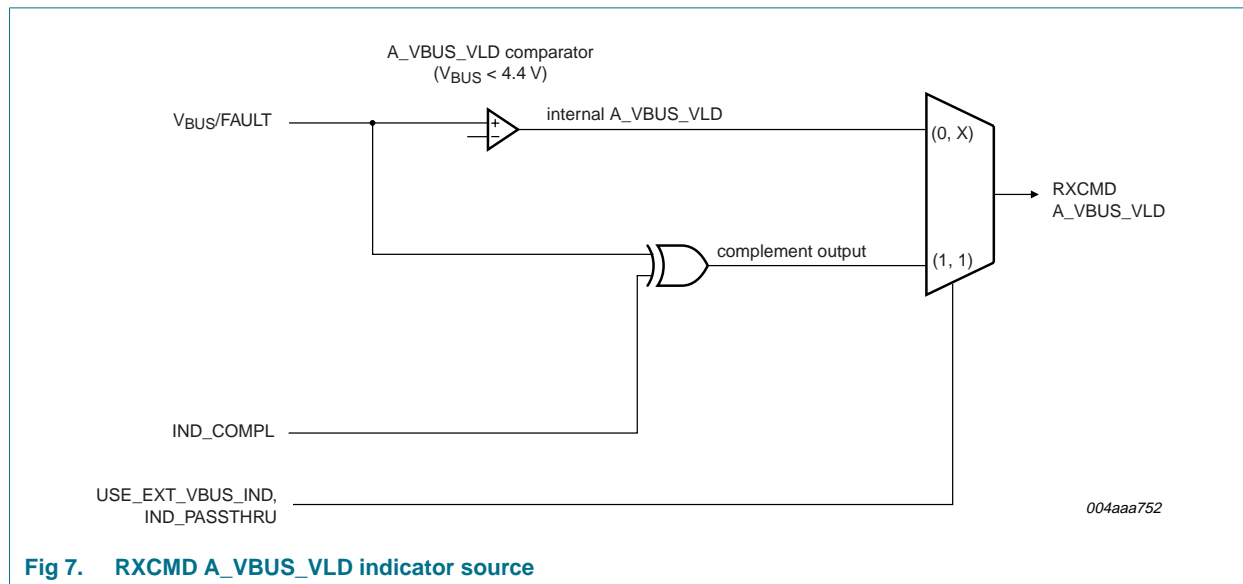 A_VBUS_VLD comparator
(VBUS < 4.4 V)
VBUS/FAULT
+
−
internal A_VBUS_VLD
(0, X)
RXCMD
A_VBUS_VLD
complement output
(1, 1)
IND_COMPL
USE_EXT_VBUS_IND,
IND_PASSTHRU
004aaa752
Fig 7. RXCMD A_VBUS_VLD indicator source